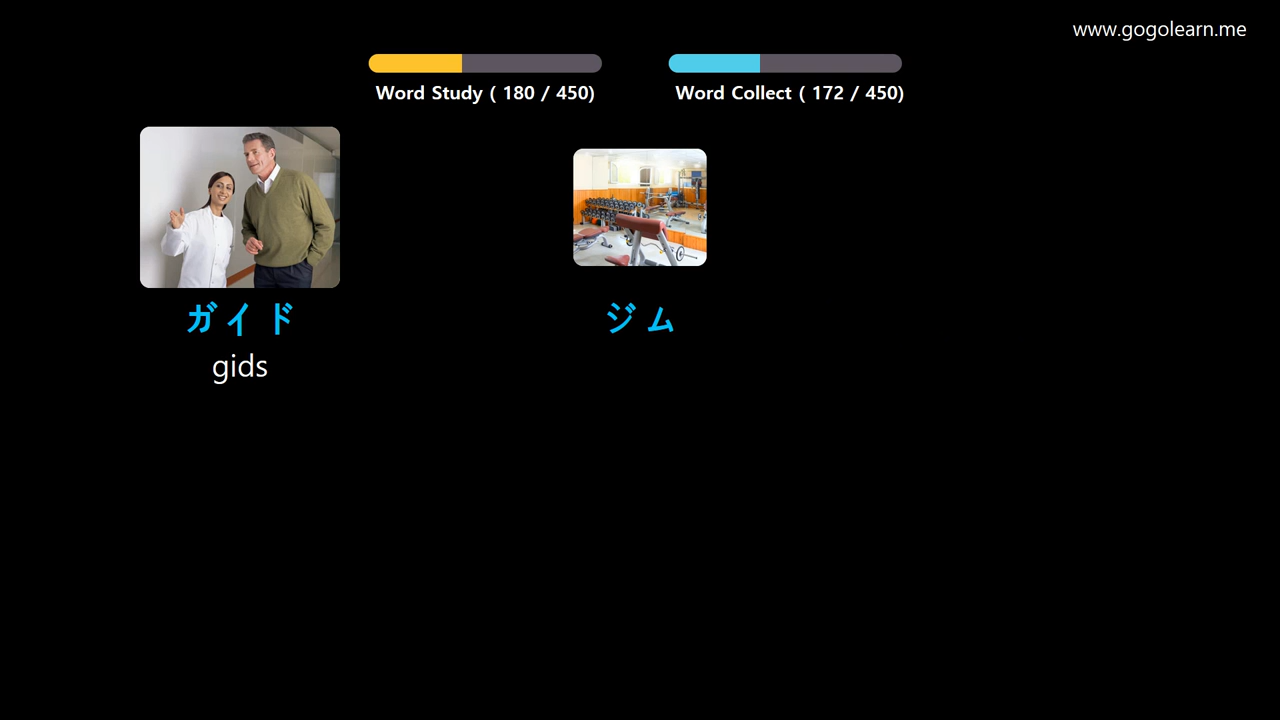 www.gogolearn.me
Word Study ( 180 / 450)
Word Collect ( 172 / 450)
ガイド
gids
ジム